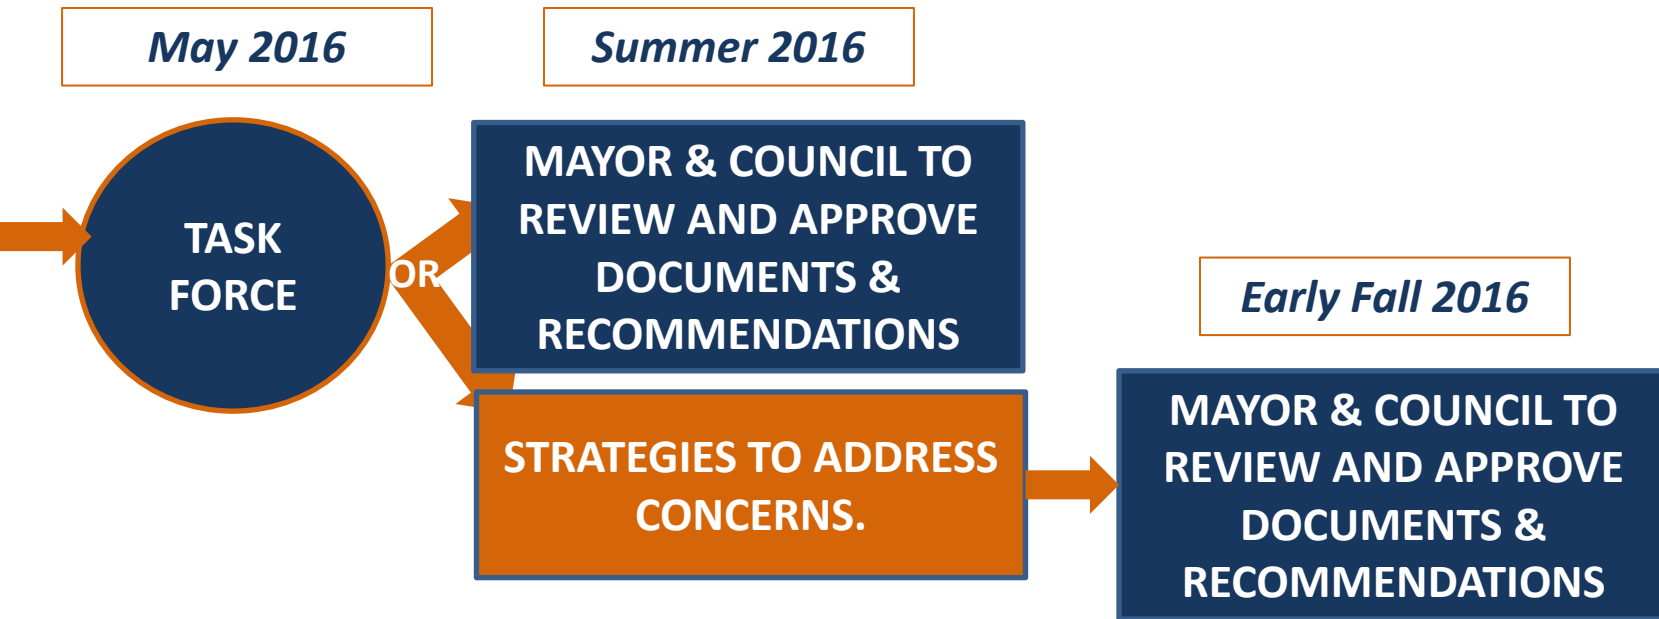 May 2016
Summer 2016
TASK
FORCE
OR
MAYOR & COUNCIL TO
REVIEW AND APPROVE
DOCUMENTS &
RECOMMENDATIONS
STRATEGIES TO ADDRESS
CONCERNS.
Early Fall 2016
MAYOR & COUNCIL TO
REVIEW AND APPROVE
DOCUMENTS &
RECOMMENDATIONS